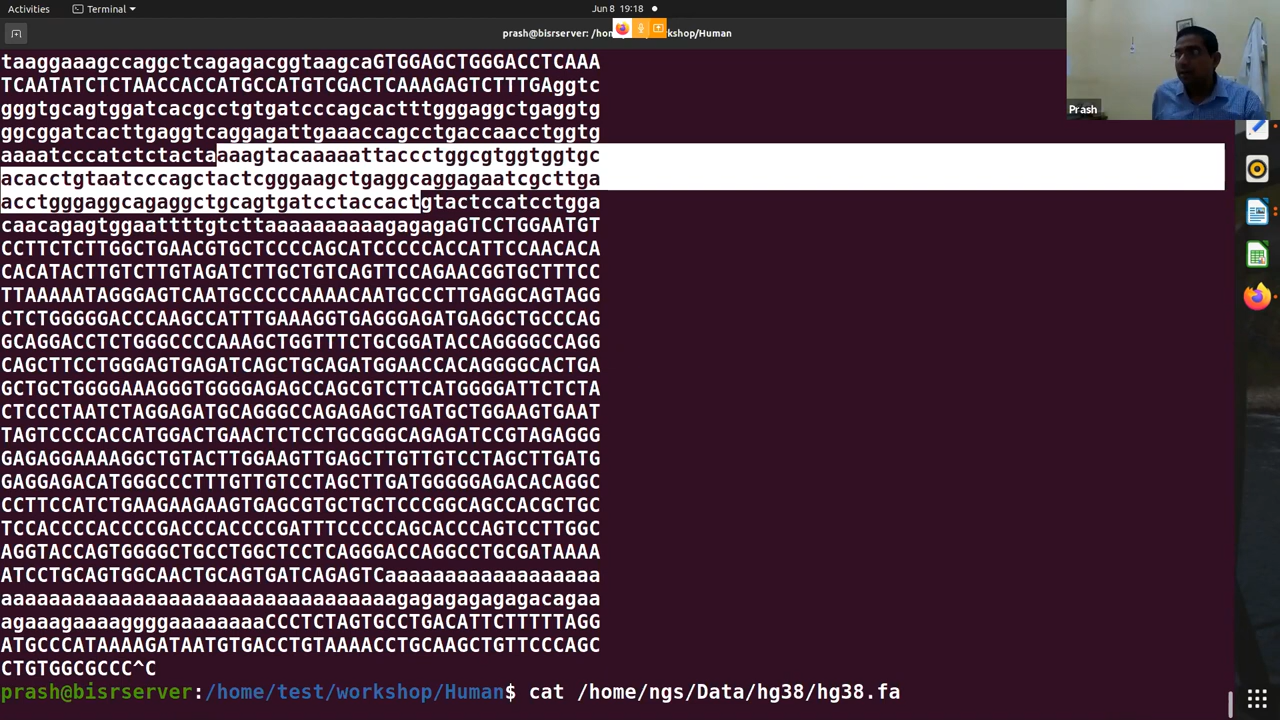 Activities
Terminal
Jun 8 19:18
prash@bisrserver: /hom
kshop/Human
Prash
taaggaaagccaggctcagagacggtaagcaGTGGAGCTGGGACCTCAAA
TCAATATCTCTAACCACCATGCCATGTCGACTCAAAGAGTCTTTGAggtc
gggtgcagtggatcacgcctgtgatcccagcactttgggaggctgaggtg
ggcggatcacttgaggtcaggagattgaaaccagcctgaccaacctggtg
aaaatcccatctctactaaaagtacaaaaattaccctggcgtggtggtgc
acacctgtaatcccagctactcgggaagctgaggcaggagaatcgcttga
acctgggaggcagaggctgcagtgatcctaccactgtactccatcctgga
caacagagtggaattttgtcttaaaaaaaaaagagagaGTCCTGGAATGT
CCTTCTCTTGGCTGAACGTGCTCCCCAGCATCCCCCACCATTCCAACACA
CACATACTTGTCTTGTAGATCTTGCTGTCAGTTCCAGAACGGTGCTTTCC
TTAAAAATAGGGAGTCAATGCCCCCAAAACAATGCCCTTGAGGCAGTAGG
CTCTGGGGGACCCAAGCCATTTGAAAGGTGAGGGAGATGAGGCTGCCCAG
GCAGGACCTCTGGGCCCCAAAGCTGGTTTCTGCGGATACCAGGGGCCAGG
CAGCTTCCTGGGAGTGAGATCAGCTGCAGATGGAACCACAGGGGCACTGA
GCTGCTGGGGAAAGGGTGGGGAGAGCCAGCGTCTTCATGGGGATTCTCTA
CTCCCTAATCTAGGAGATGCAGGGCCAGAGAGCTGATGCTGGAAGTGAAT
TAGTCCCCACCATGGACTGAACTCTCCTGCGGGCAGAGATCCGTAGAGGG
GAGAGGAAAAGGCTGTACTTGGAAGTTGAGCTTGTTGTCCTAGCTTGATG
GAGGAGACATGGGCCCTTTGTTGTCCTAGCTTGATGGGGGAGACACAGGC
CCTTCCATCTGAAGAAGAAGTGAGCGTGCTGCTCCCGGCAGCCACGCTGC
TCCACCCCACCCCGACCCACCCCGATTTCCCCCAGCACCCAGTCCTTGGC
AGGTACCAGTGGGGCTGCCTGGCTCCTCAGGGACCAGGCCTGCGATAAAA
ATCCTGCAGTGGCAACTGCAGTGATCAGAGTCaaaaaaaaaaaaaaaaaa
aaaaaaaaaaaaaaaaaaaaaaaaaaaaaaaaagagagagagagacagaa
agaaagaaaaggggaaaaaaaaCCCTCTAGTGCCTGACATTCTTTTTAGG
ATGCCCATAAAAGATAATGTGACCTGTAAAACCTGCAAGCTGTTCCCAGC
CTGTGGCGCCC^C
prash@bisrserver:/home/test/workshop/Human$ cat /home/ngs/Data/hg38/hg38.fa